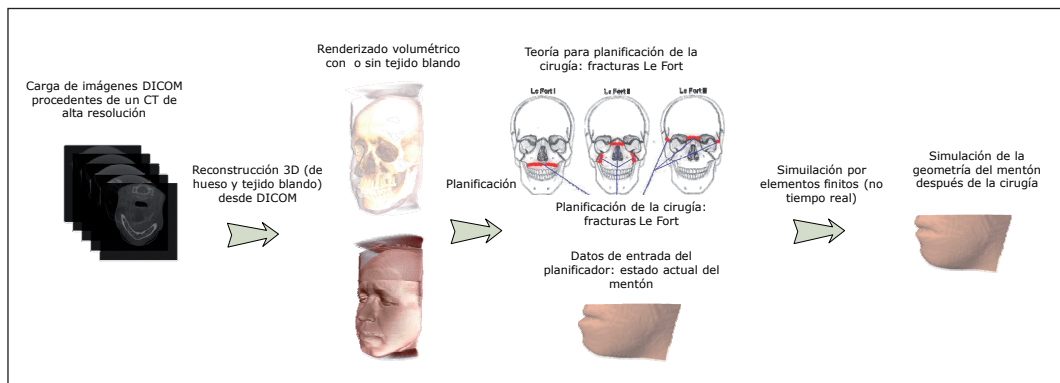 Carga de imágenes DICOM
procedentes de un CT de
alta resolución
Reconstrucción 3D (de
hueso y tejido blando)
desde DICOM
Renderizado volumétrico
con o sin tejido blando
Planificación
Teoría para planificación de la
cirugía: fracturas Le Fort
Le Fort I
Le Fort II
Le Fort III
Planificación de la cirugía:
fracturas Le Fort
Datos de entrada del
planificador: estado actual del
mentón
Simuilación por
elementos finitos (no
tiempo real)
Simulación de la
geometría del mentón
después de la cirugía